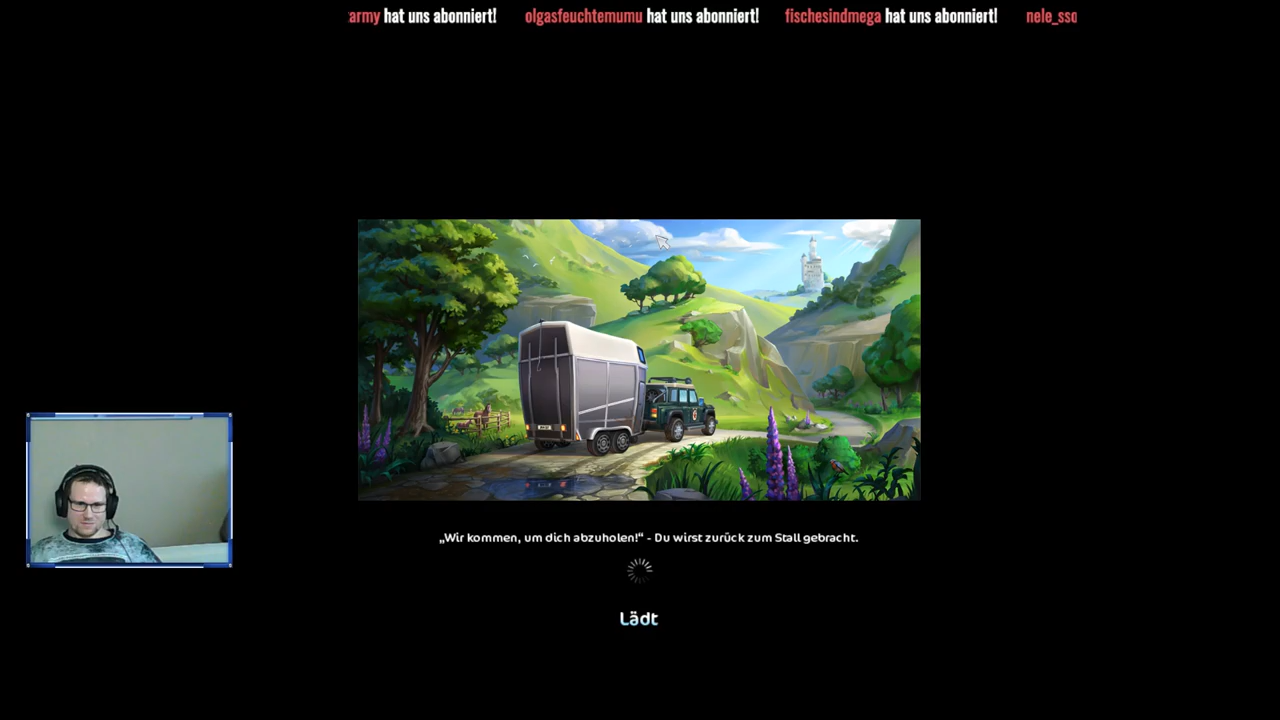 army hat uns abonniert! olgasfeuchtemumu hat uns abonniert! fischesindmega hat uns abonniert! nele_sso
„Wir kommen, um dich abzuholen!“ - Du wirst zurück zum Stall gebracht.
Lädt